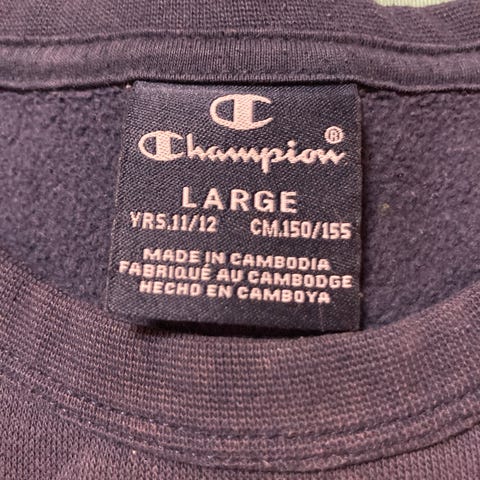 Champion®
LARGE
YRS.11/12 CM.150/155
MADE IN CAMBODIA
FABRIQUÉ AU CAMBODGE
HECHO EN CAMBOYA